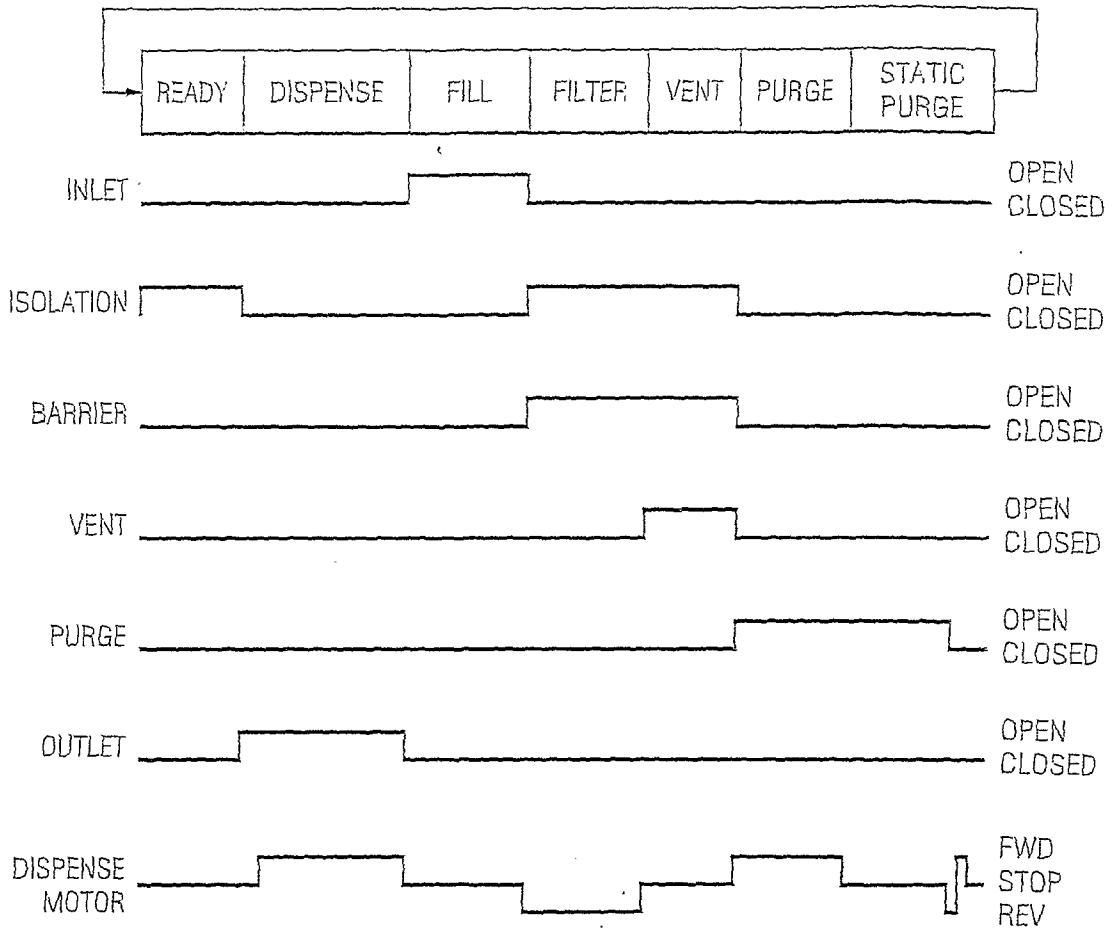 READY DISPENSE FILL FILTER VENT PURGE STATIC PURGE
INLET OPEN
CLOSED
ISOLATION OPEN
CLOSED
BARRIER OPEN
CLOSED
VENT OPEN
CLOSED
PURGE OPEN
CLOSED
OUTLET OPEN
CLOSED
DISPENSE MOTOR FWD
STOP
REV